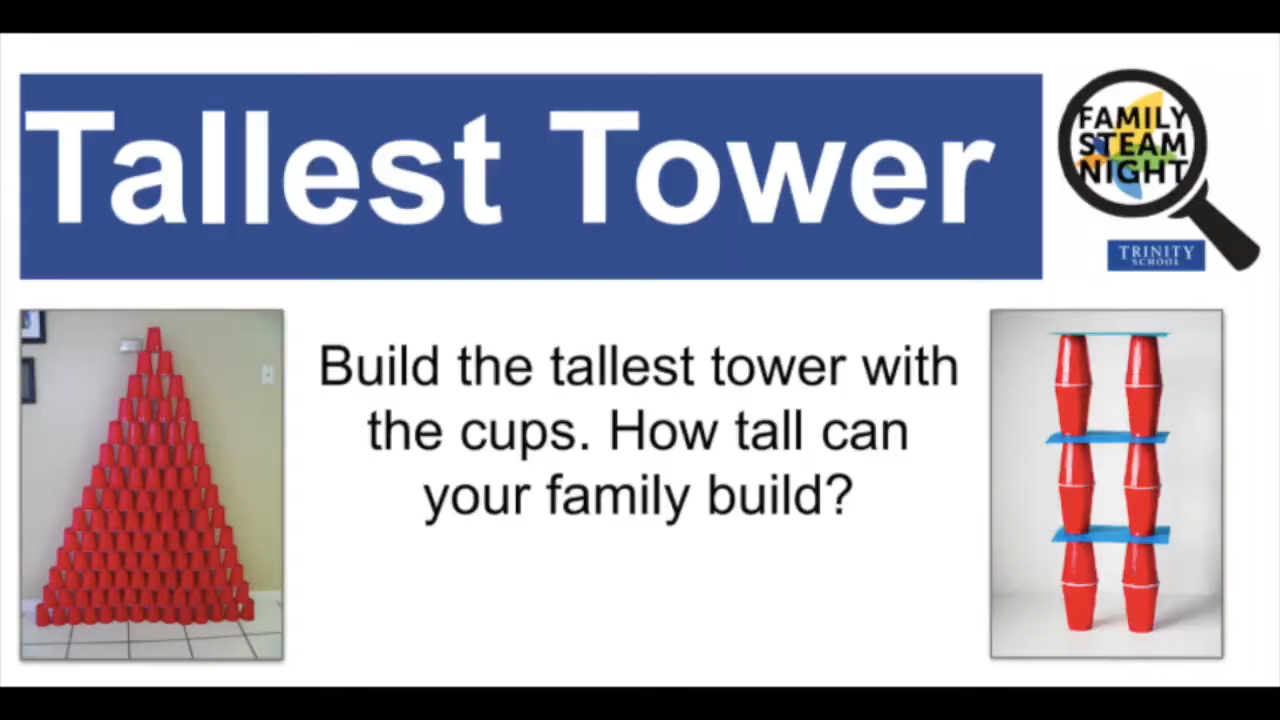 Tallest Tower
FAMILY
STEAM
NIGHT
TRINITY
SCHOOL
Build the tallest tower with
the cups. How tall can
your family build?